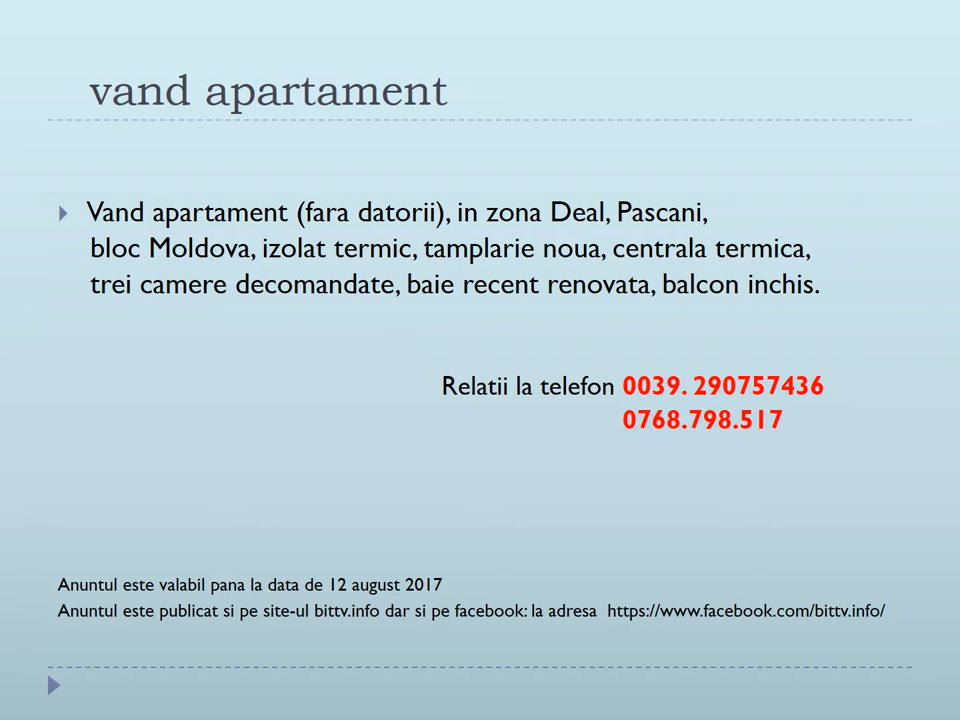 vand apartament
Vand apartament (fara datorii), in zona Deal, Pascani,
bloc Moldova, izolat termic, tamplarie noua, centrala termica,
trei camere decomandate, baie recent renovata, balcon inchis.
Relatii la telefon 0039. 290757436
0768.798.517
Anuntul este valabil pana la data de 12 august 2017
Anuntul este publicat si pe site-ul bittv.info dar si pe facebook: la adresa https://www.facebook.com/bittv.info/